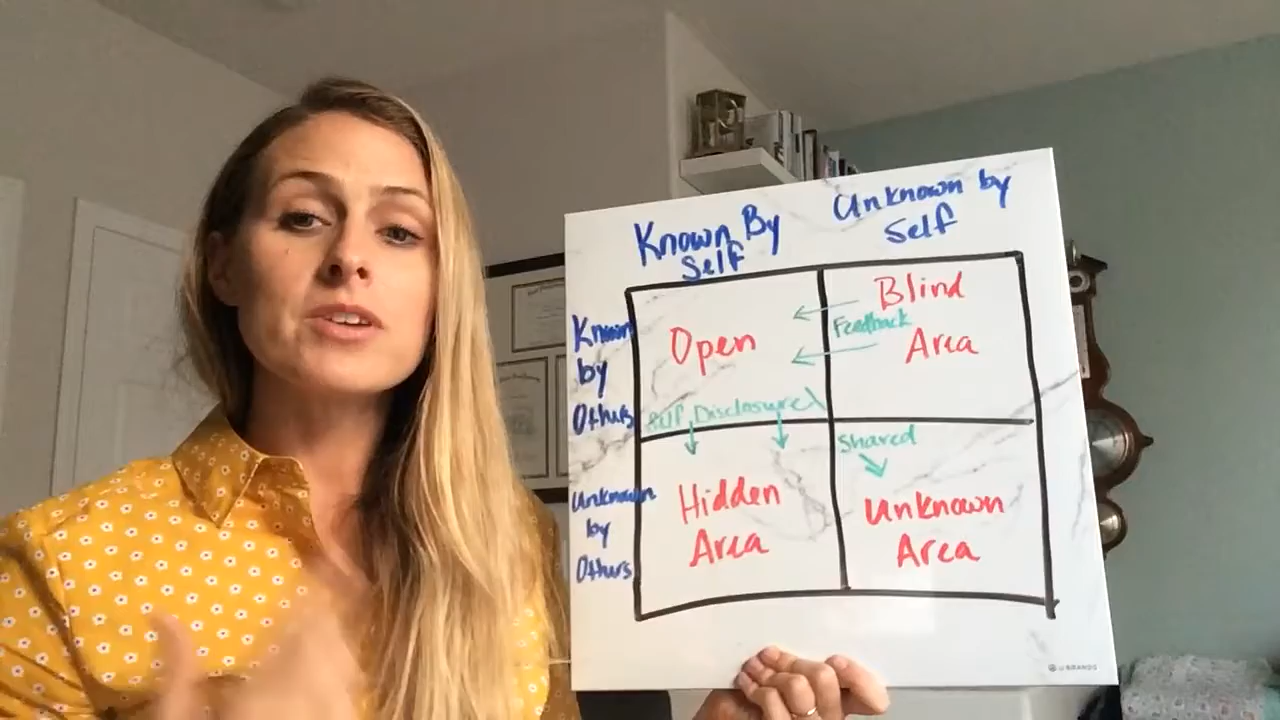 Known By
Self
Unknown by
Self
Known
by
Others
Open
Blind
Area
Feedback
Self Disclosure
Shared
Unknown
by
Others
Hidden
Area
Unknown
Area
U BRANDS